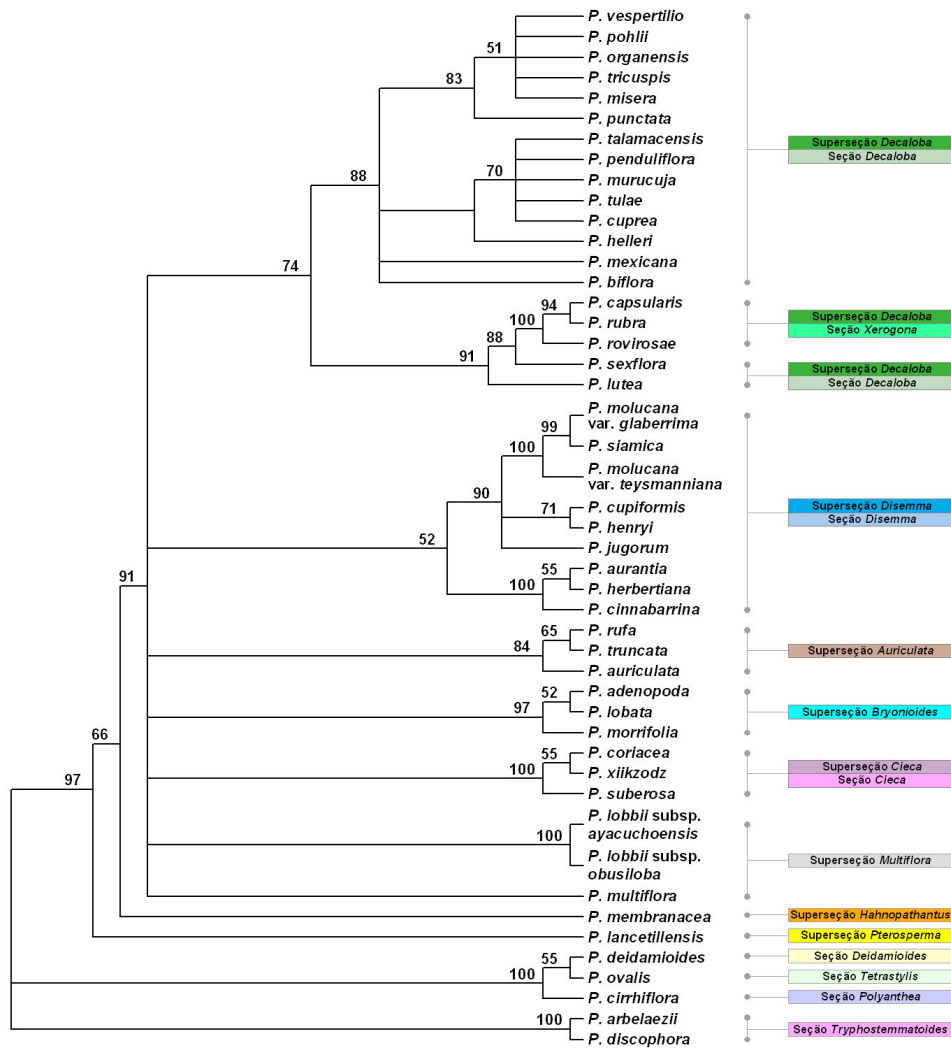 P. vespertilio
P. pohlii
51
P. organensis
P. tricuspis
83
P. misera
P. punctata
P. talamacensis
Superseção Decaloba
Seção Decaloba
P. penduliflora
88
70
P. murucuja
P. tulae
P. cuprea
P. helleri
74
P. mexicana
P. biflora
94
P. capsularis
Superseção Decaloba
100
P. rubra
Seção Xerogona
88
P. rovirosae
91
P. sexflora
Superseção Decaloba
Seção Decaloba
P. lutea
P. molucana
99
var. glaberrima
100
P. siamica
P. molucana
var. teysmanniana
90
71
P. cupiformis
Superseção Disemma
Seção Disemma
P. henryi
52
P. jugorum
55
P. aurantia
91
100
P. herbertiana
P. cinnabarrina
65
P. rufa
84
P. truncata
Superseção Auriculata
P. auriculata
52
P. adenopoda
97
P. lobata
Superseção Bryonioides
66
P. morrifolia
55
P. coriacea
Superseção Cieca
97
100
P. xiikzodz
Seção Cieca
P. suberosa
P. lobbii subsp.
100
ayacuchoensis
P. lobbii subsp.
obusiloba
Superseção Multiflora
P. multiflora
P. membranacea
Superseção Hahnopathantus
P. lancetillensis
Superseção Pterosperma
55
P. deidamioides
Seção Deidamioides
100
P. ovalis
Seção Tetrastylis
P. cirrhiflora
Seção Polyanthea
100
P. arbelaezii
Seção Tryphostemmatoides
P. discophora